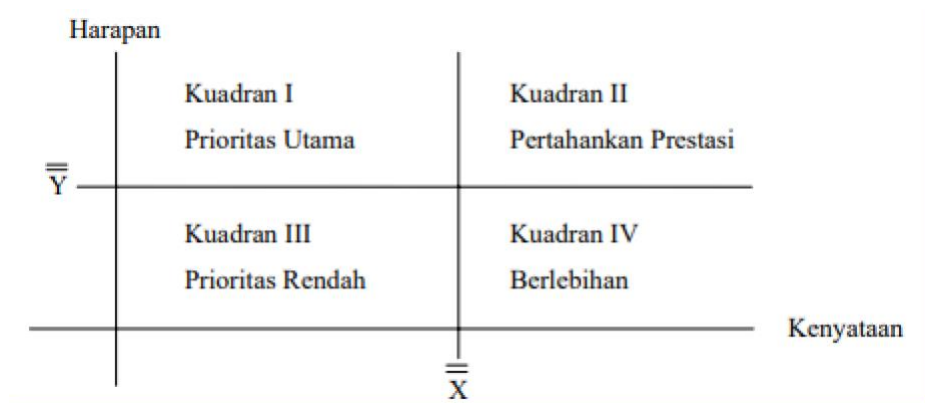 Harapan
Kuadran I
Prioritas Utama
Kuadran II
Pertahankan Prestasi
Y̿
Kuadran III
Prioritas Rendah
Kuadran IV
Berlebihan
Kenyataan
X̿